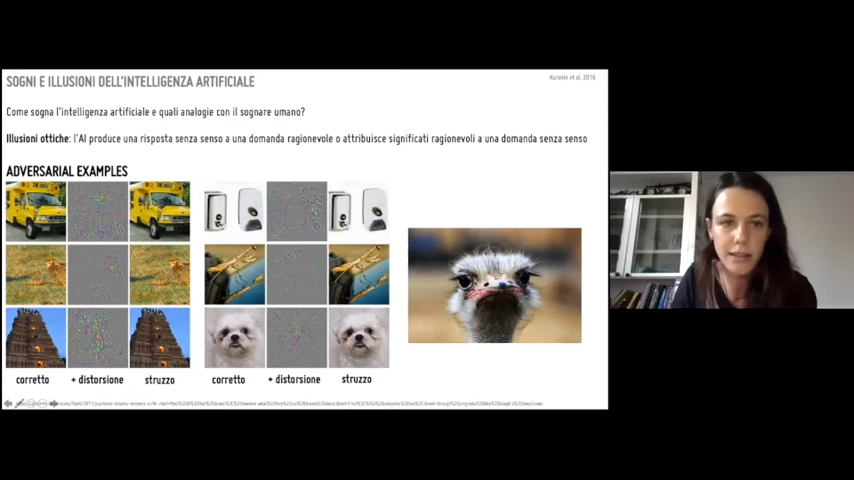 SOGNI E ILLUSIONI DELL'INTELLIGENZA ARTIFICIALE
Kurakin et al. 2016
Come sogna l'intelligenza artificiale e quali analogie con il sognare umano?
Illusioni ottiche: l'AI produce una risposta senza senso a una domanda ragionevole o attribuisce significati ragionevoli a una domanda senza senso
ADVERSARIAL EXAMPLES
corretto + distorsione struzzo corretto + distorsione struzzo